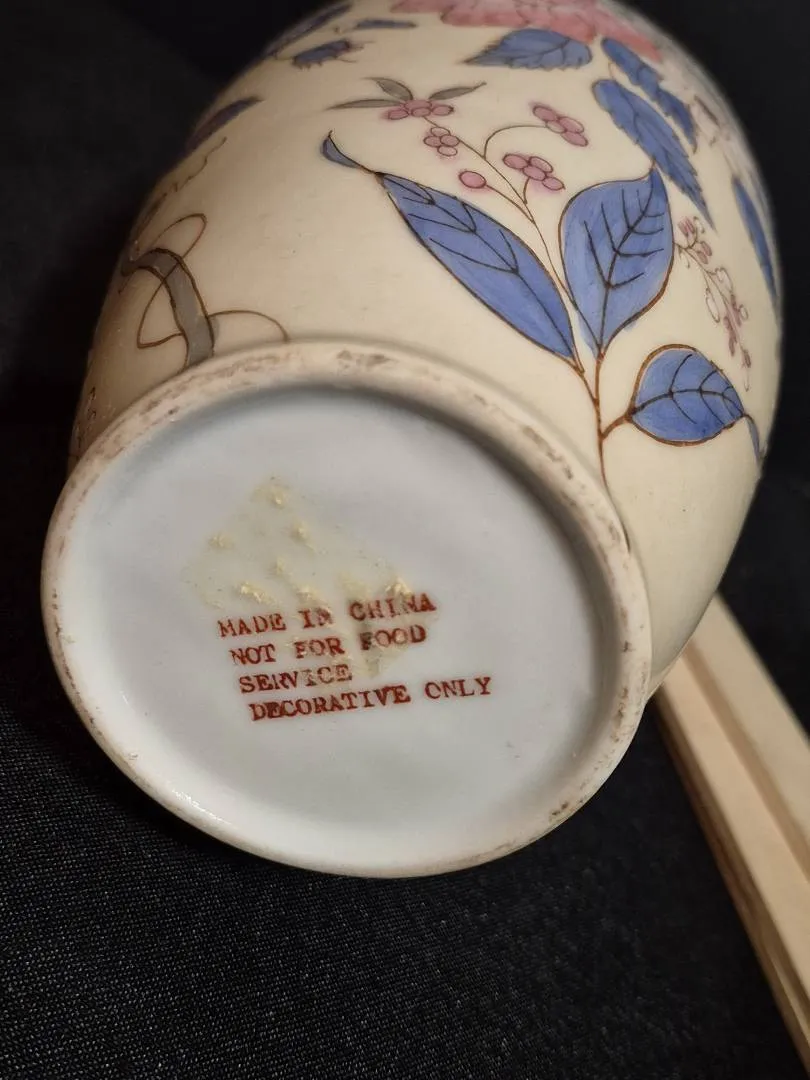 MADE IN CHINA
NOT FOR FOOD
SERVICE
DECORATIVE ONLY